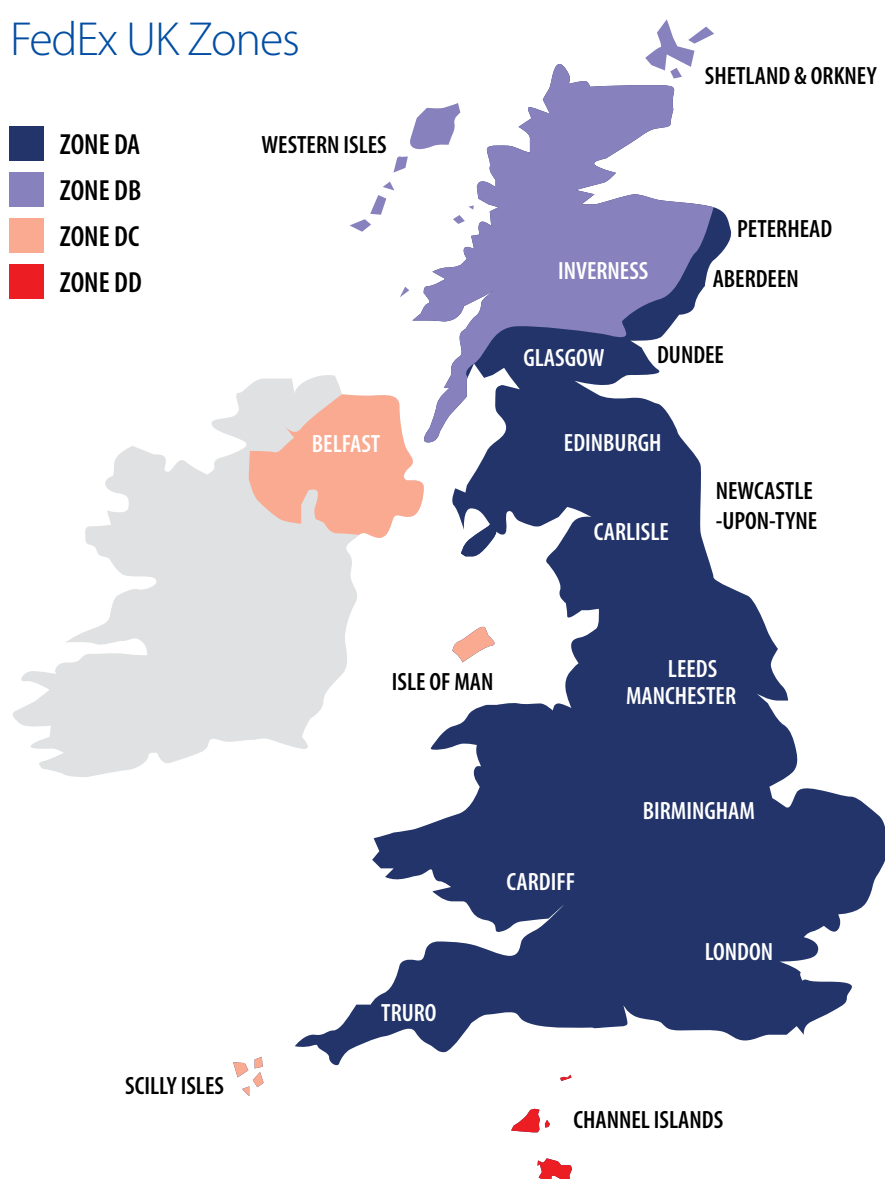 FedEx UK Zones
ZONE DA
ZONE DB
ZONE DC
ZONE DD
SHETLAND & ORKNEY
WESTERN ISLES
PETERHEAD
INVERNESS
ABERDEEN
GLASGOW
DUNDEE
BELFAST
EDINBURGH
NEWCASTLE
-UPON-TYNE
CARLISLE
ISLE OF MAN
LEEDS
MANCHESTER
BIRMINGHAM
CARDIFF
LONDON
TRURO
SCILLY ISLES
CHANNEL ISLANDS